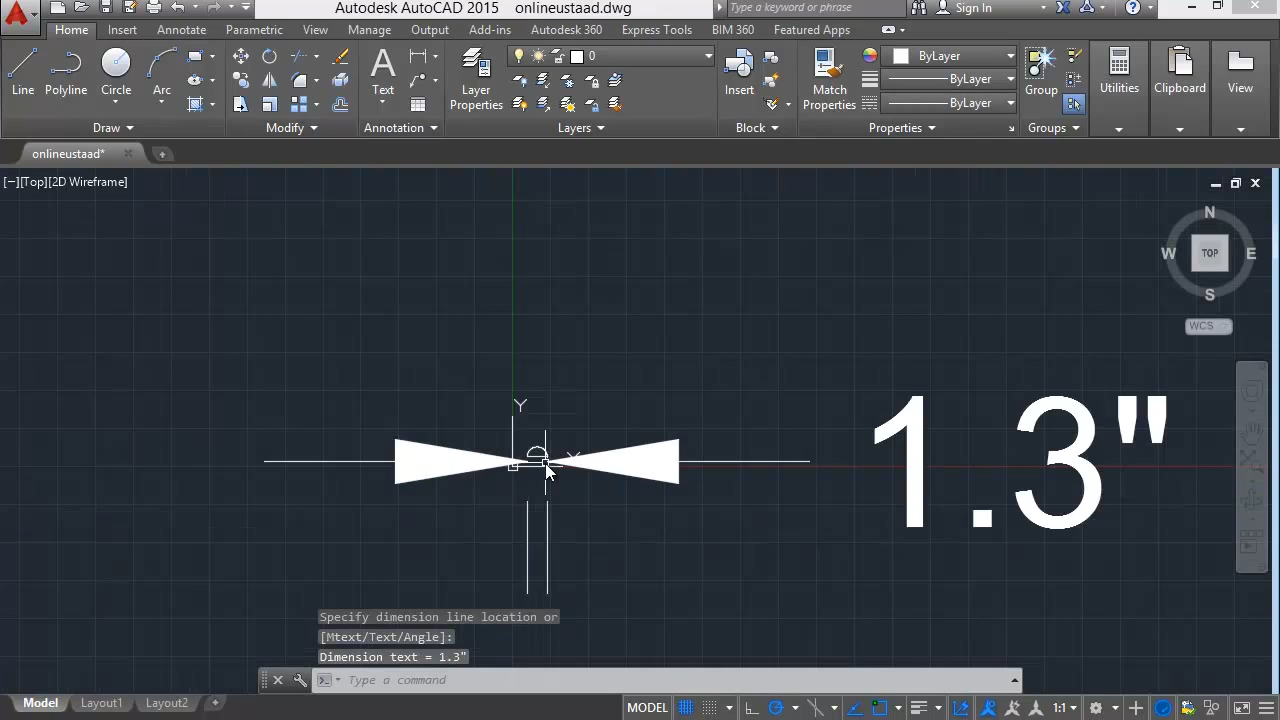 Autodesk AutoCAD 2015 onlineustaad.dwg
Type a keyword or phrase
Sign In
Home Insert Annotate Parametric View Manage Output Add-ins Autodesk 360 Express Tools BIM 360 Featured Apps
0
ByLayer
ByLayer
ByLayer
Line Polyline Circle Arc
Text
Layer
Properties
Insert
Match
Properties
Group
Utilities
Clipboard
View
Draw Modify Annotation Layers Block Properties Groups
onlineustaad*
[−][Top][2D Wireframe]
N
W TOP E
S
WCS
Y
1.3"
Specify dimension line location or
[Mtext/Text/Angle]:
Dimension text = 1.3"
Type a command
Model Layout1 Layout2
MODEL 1:1